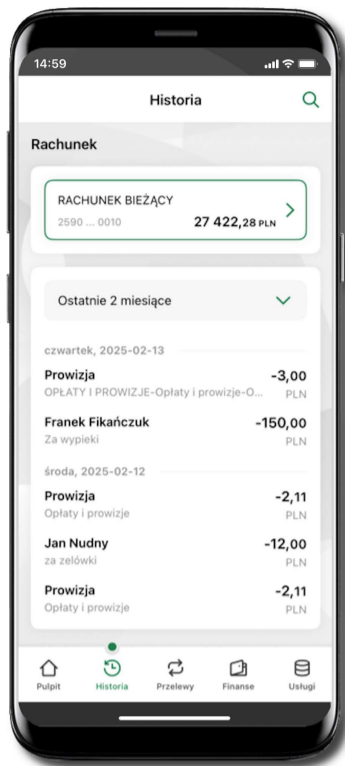 14:59
Historia
Rachunek
RACHUNEK BIEŻĄCY
2590 ... 0010 27 422,28 PLN
Ostatnie 2 miesiące
czwartek, 2025-02-13
Prowizja -3,00
OPŁATY I PROWIZJE-Opłaty i prowizje-O... PLN
Franek Fikańczuk -150,00
Za wypieki PLN
środa, 2025-02-12
Prowizja -2,11
Opłaty i prowizje PLN
Jan Nudny -12,00
za zelówki PLN
Prowizja -2,11
Opłaty i prowizje PLN
Pulpit Historia Przelewy Finanse Usługi